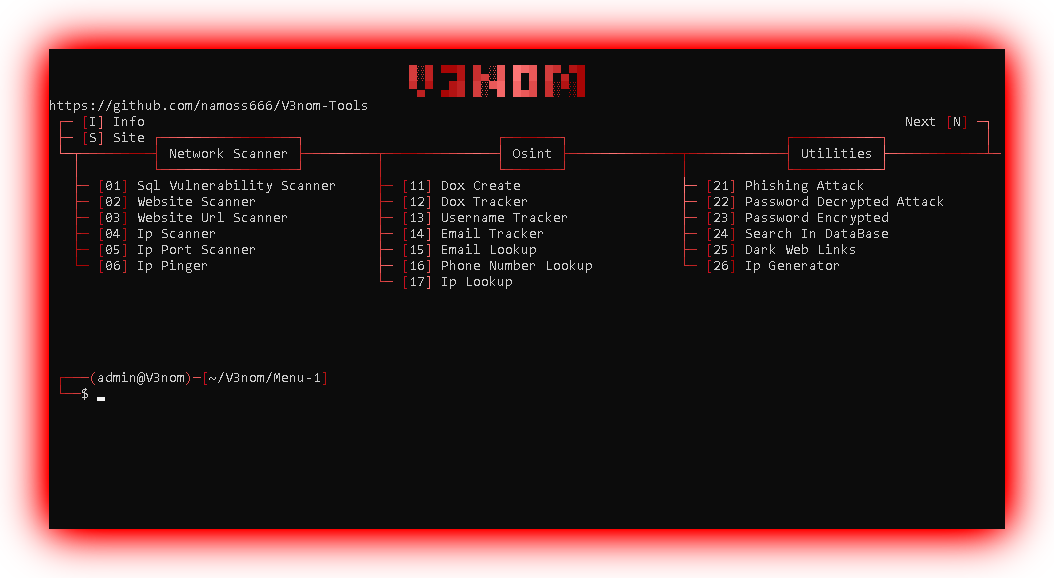 V3NOM
https://github.com/namoss666/V3nom-Tools
[I] Info Next [N]
[S] Site
Network Scanner Osint Utilities
[01] Sql Vulnerability Scanner [11] Dox Create [21] Phishing Attack
[02] Website Scanner [12] Dox Tracker [22] Password Decrypted Attack
[03] Website Url Scanner [13] Username Tracker [23] Password Encrypted
[04] Ip Scanner [14] Email Tracker [24] Search In DataBase
[05] Ip Port Scanner [15] Email Lookup [25] Dark Web Links
[06] Ip Pinger [16] Phone Number Lookup [26] Ip Generator
[17] Ip Lookup
(admin@V3nom)-[~/V3nom/Menu-1]
$